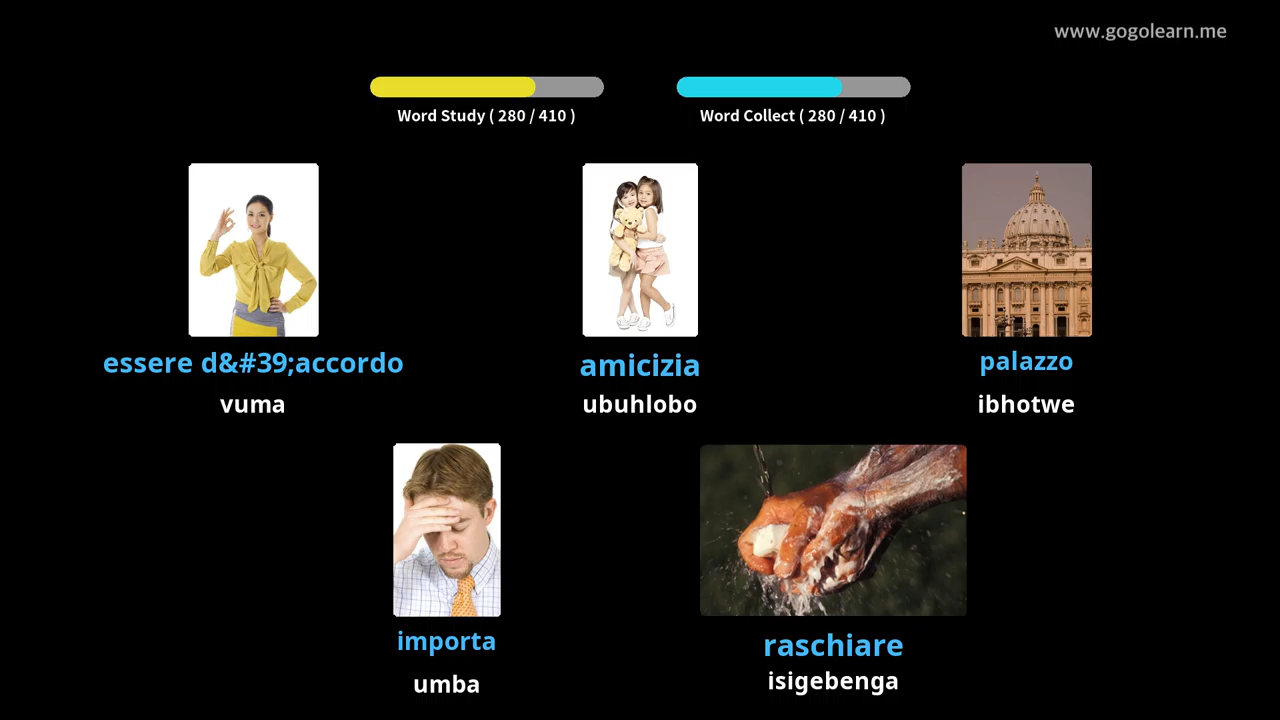 www.gogolearn.me
Word Study ( 280 / 410 )
Word Collect ( 280 / 410 )
essere d&#39;accordo
vuma
amicizia
ubuhlobo
palazzo
ibhotwe
importa
umba
raschiare
isigebenga